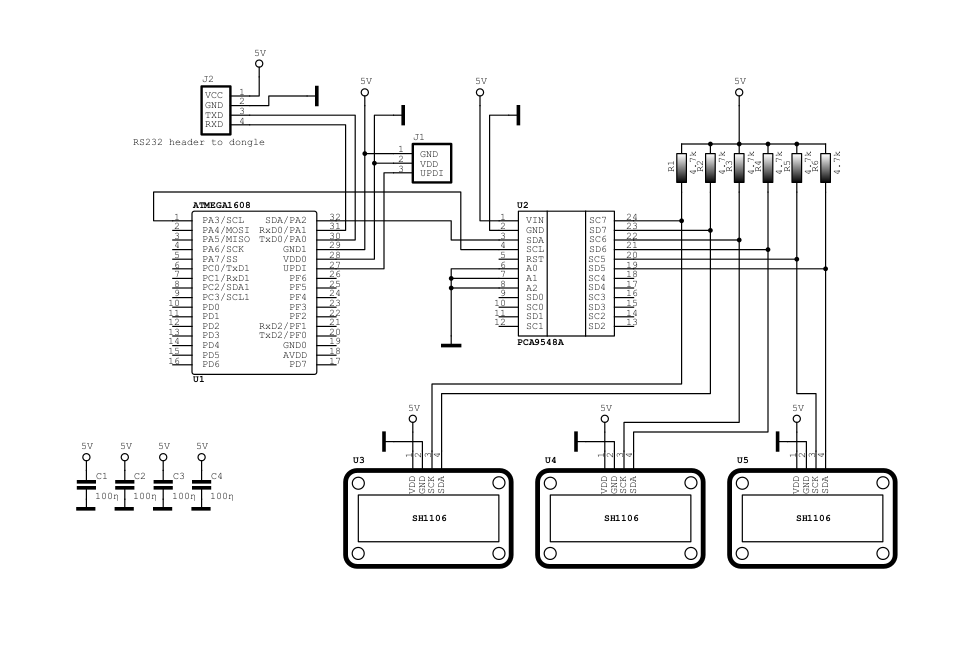 5V
J2
VCC 1
GND 2
TXD 3
RXD 4
RS232 header to dongle
5V
J1
1 GND
2 VDD
3 UPDI
5V
5V
R1 4.7k
R2 4.7k
R3 4.7k
R4 4.7k
R5 4.7k
R6 4.7k
ATMEGA1608
1 PA3/SCL SDA/PA2 32
2 PA4/MOSI RxD0/PA1 31
3 PA5/MISO TxD0/PA0 30
4 PA6/SCK GND1 29
5 PA7/SS VDD0 28
6 PC0/TxD1 UPDI 27
7 PC1/RxD1 PF6 26
8 PC2/SDA1 PF5 25
9 PC3/SCL1 PF4 24
10 PD0 PF3 23
11 PD1 PF2 22
12 PD2 RxD2/PF1 21
13 PD3 TxD2/PF0 20
14 PD4 GND0 19
15 PD5 AVDD 18
16 PD6 PD7 17
U1
U2
1 VIN SC7 24
2 GND SD7 23
3 SDA SC6 22
4 SCL SD6 21
5 RST SC5 20
6 A0 SD5 19
7 A1 SC4 18
8 A2 SD4 17
9 SD0 SC3 16
10 SC0 SD3 15
11 SD1 SC2 14
12 SC1 SD2 13
PCA9548A
5V
C1
100η
5V
C2
100η
5V
C3
100η
5V
C4
100η
5V
U3
1 2 3 4
VDD GND SCK SDA
SH1106
5V
U4
1 2 3 4
VDD GND SCK SDA
SH1106
5V
U5
1 2 3 4
VDD GND SCK SDA
SH1106